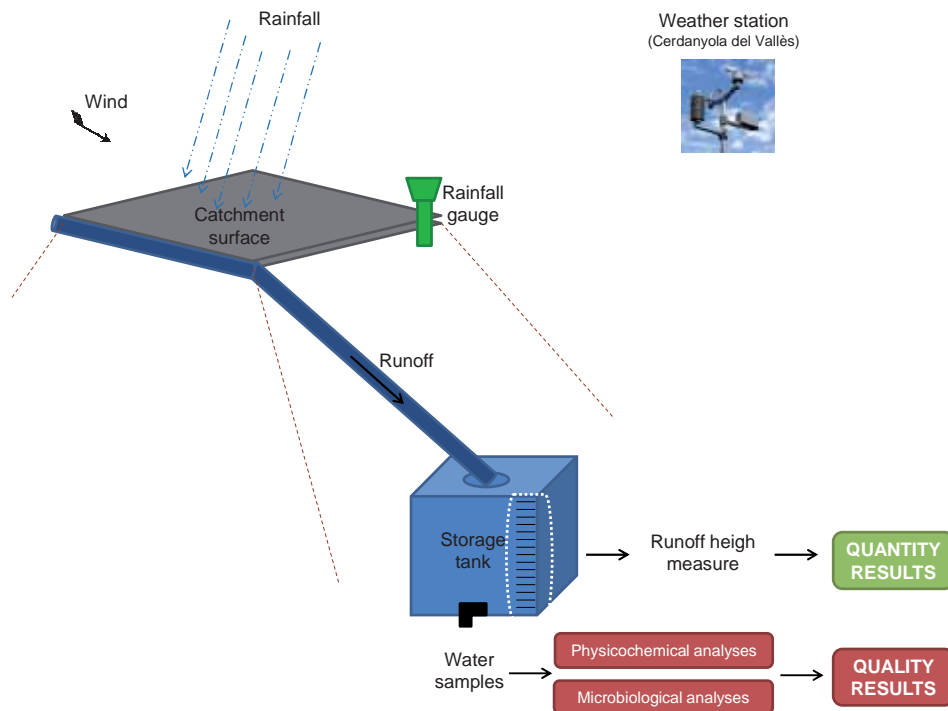 Rainfall
Weather station
(Cerdanyola del Vallès)
Wind
Rainfall
gauge
Catchment
surface
Runoff
Storage
tank
Runoff heigh
measure
QUANTITY
RESULTS
Water
samples
Physicochemical analyses
Microbiological analyses
QUALITY
RESULTS